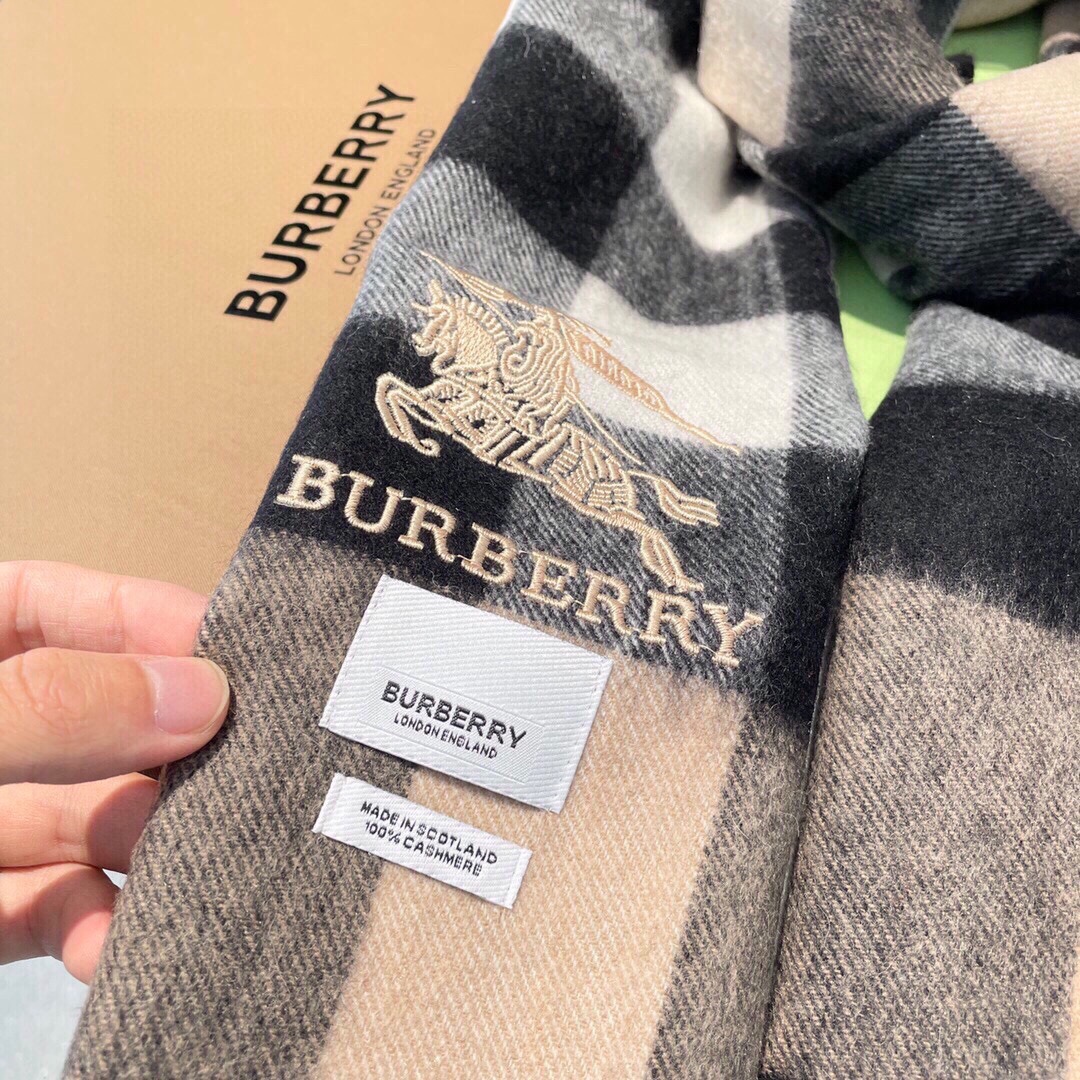 BURBERRY
LONDON ENGLAND
BURBERRY
BURBERRY
LONDON ENGLAND
MADE IN SCOTLAND
100% CASHMERE